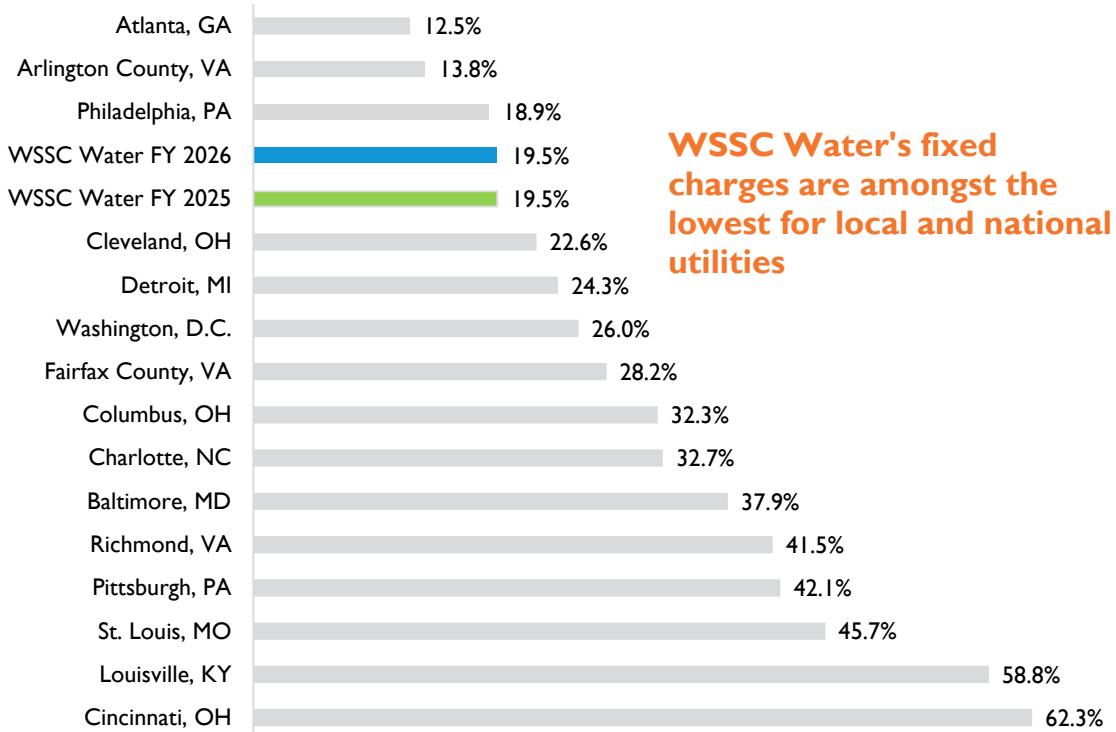 Atlanta, GA 12.5%
Arlington County, VA 13.8%
Philadelphia, PA 18.9%
WSSC Water FY 2026 19.5%
WSSC Water FY 2025 19.5%
Cleveland, OH 22.6%
Detroit, MI 24.3%
Washington, D.C. 26.0%
Fairfax County, VA 28.2%
Columbus, OH 32.3%
Charlotte, NC 32.7%
Baltimore, MD 37.9%
Richmond, VA 41.5%
Pittsburgh, PA 42.1%
St. Louis, MO 45.7%
Louisville, KY 58.8%
Cincinnati, OH 62.3%
WSSC Water's fixed
charges are amongst the
lowest for local and national
utilities